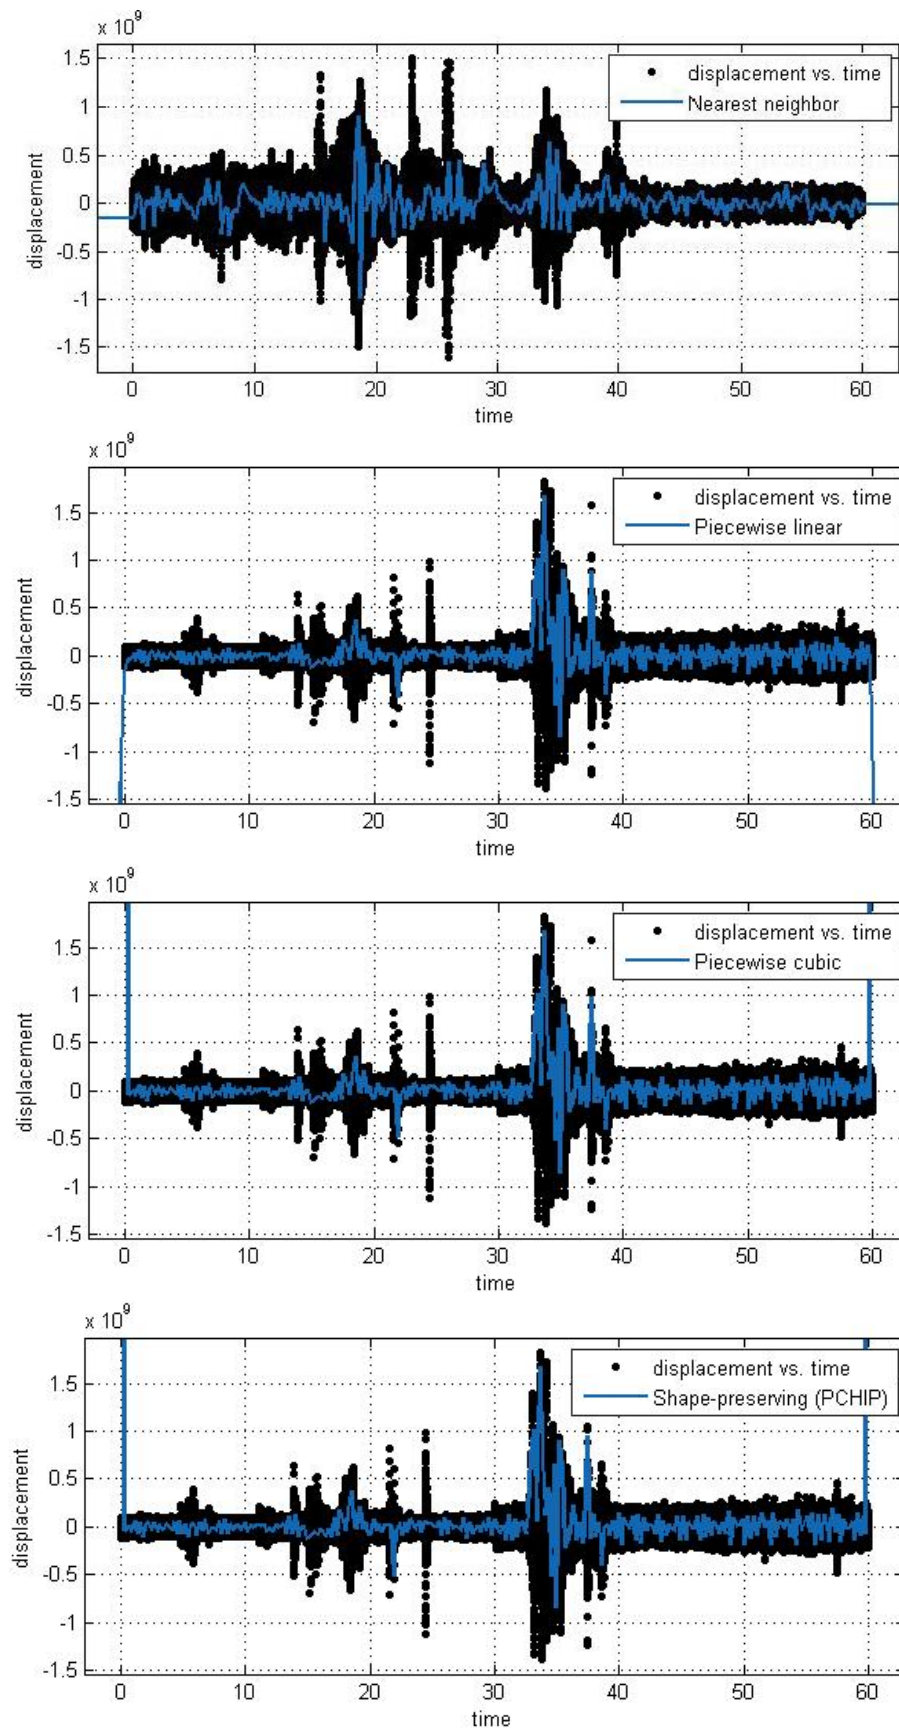 x 10^9
1.5
1
0.5
0
-0.5
-1
-1.5
displacement
displacement vs. time
Nearest neighbor
0 10 20 30 40 50 60
time
x 10^9
1.5
1
0.5
0
-0.5
-1
-1.5
displacement
displacement vs. time
Piecewise linear
0 10 20 30 40 50 60
time
x 10^9
1.5
1
0.5
0
-0.5
-1
-1.5
displacement
displacement vs. time
Piecewise cubic
0 10 20 30 40 50 60
time
x 10^9
1.5
1
0.5
0
-0.5
-1
-1.5
displacement
displacement vs. time
Shape-preserving (PCHIP)
0 10 20 30 40 50 60
time